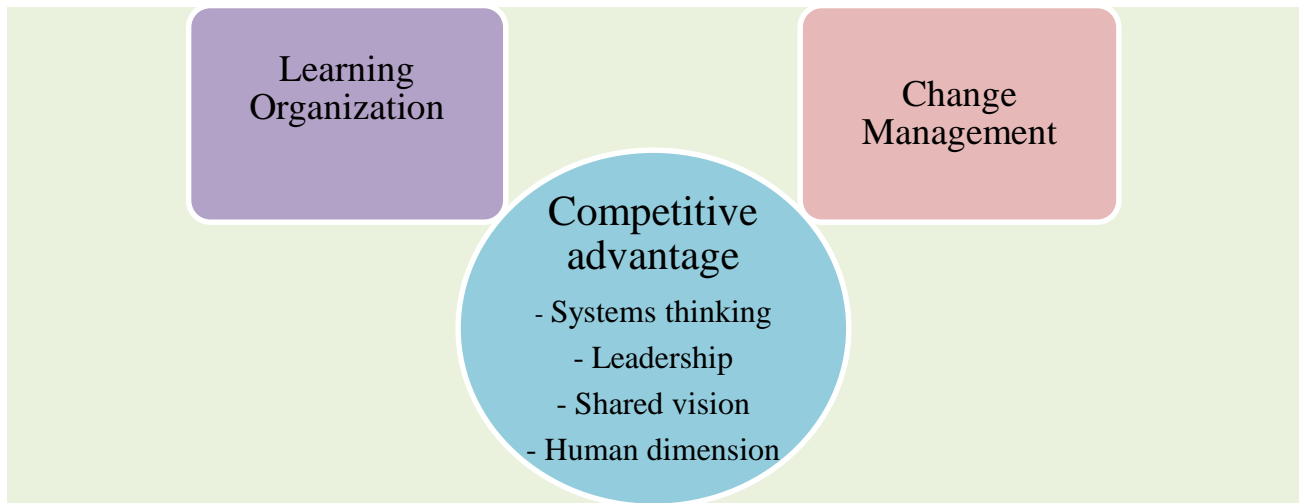 Learning
Organization
Change
Management
Competitive
advantage
- Systems thinking
- Leadership
- Shared vision
- Human dimension